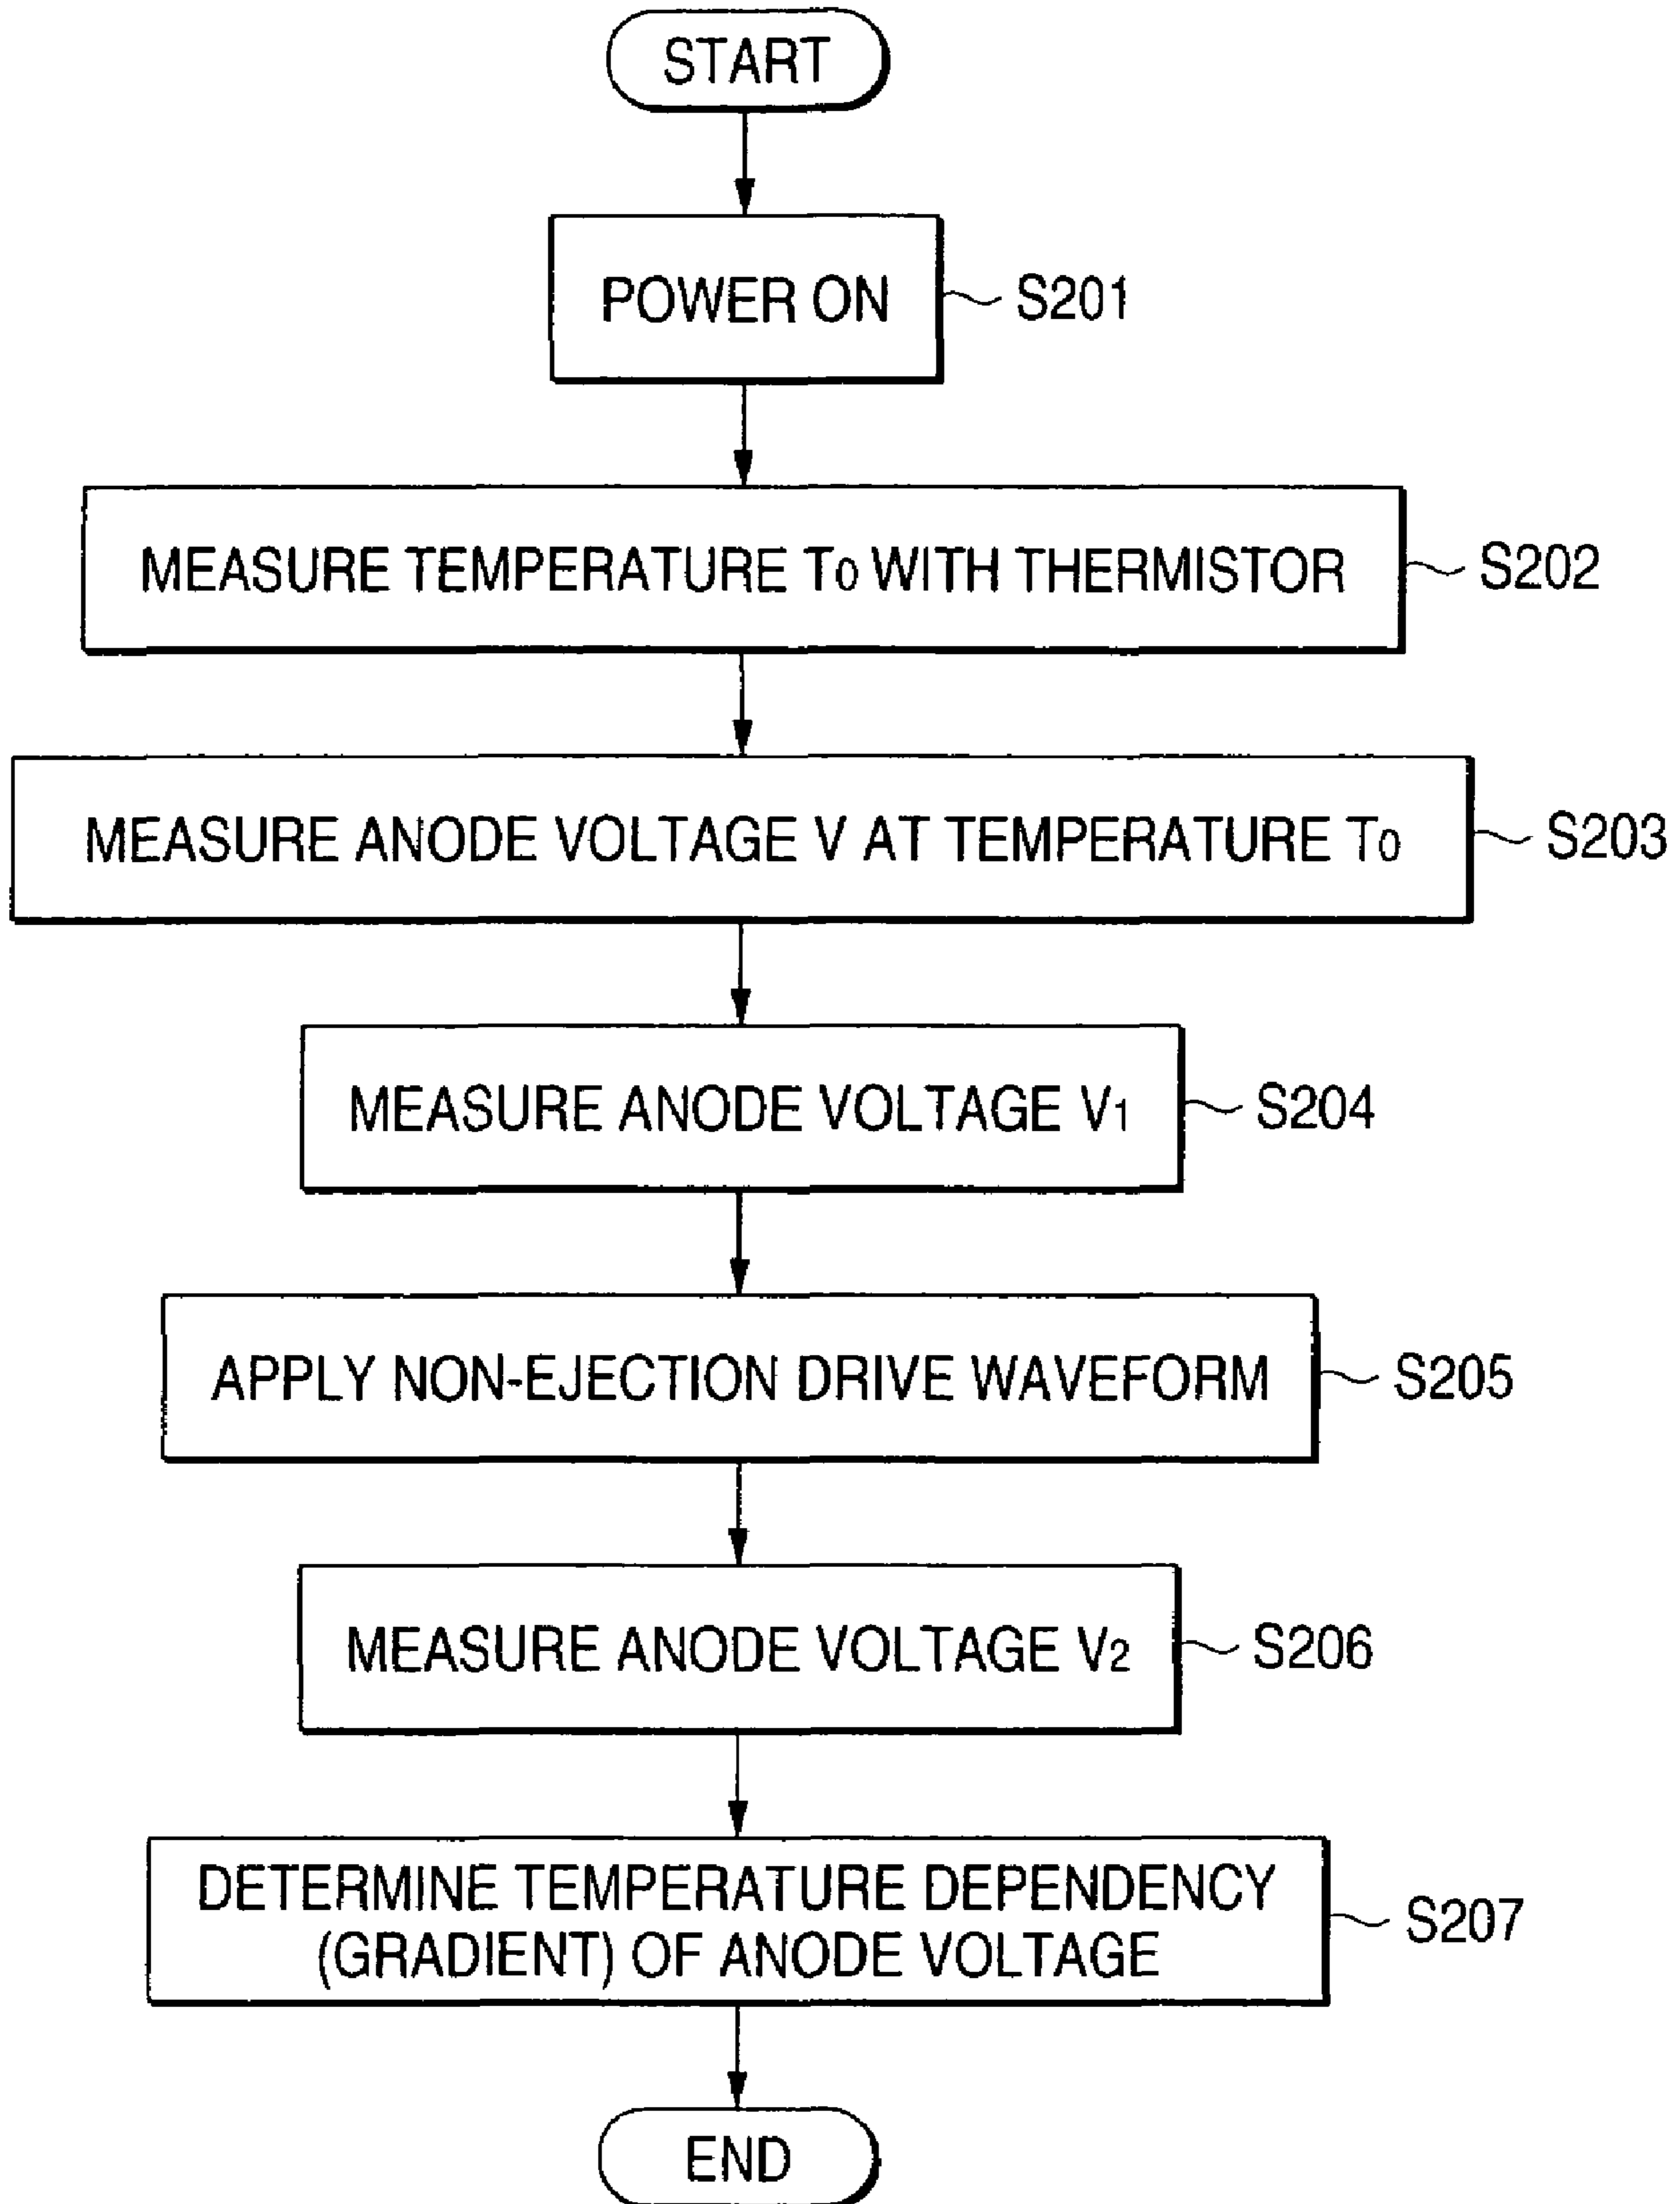 START
POWER ON
S201
MEASURE TEMPERATURE T0 WITH THERMISTOR
S202
MEASURE ANODE VOLTAGE V AT TEMPERATURE T0
S203
MEASURE ANODE VOLTAGE V1
S204
APPLY NON-EJECTION DRIVE WAVEFORM
S205
MEASURE ANODE VOLTAGE V2
S206
DETERMINE TEMPERATURE DEPENDENCY
(GRADIENT) OF ANODE VOLTAGE
S207
END